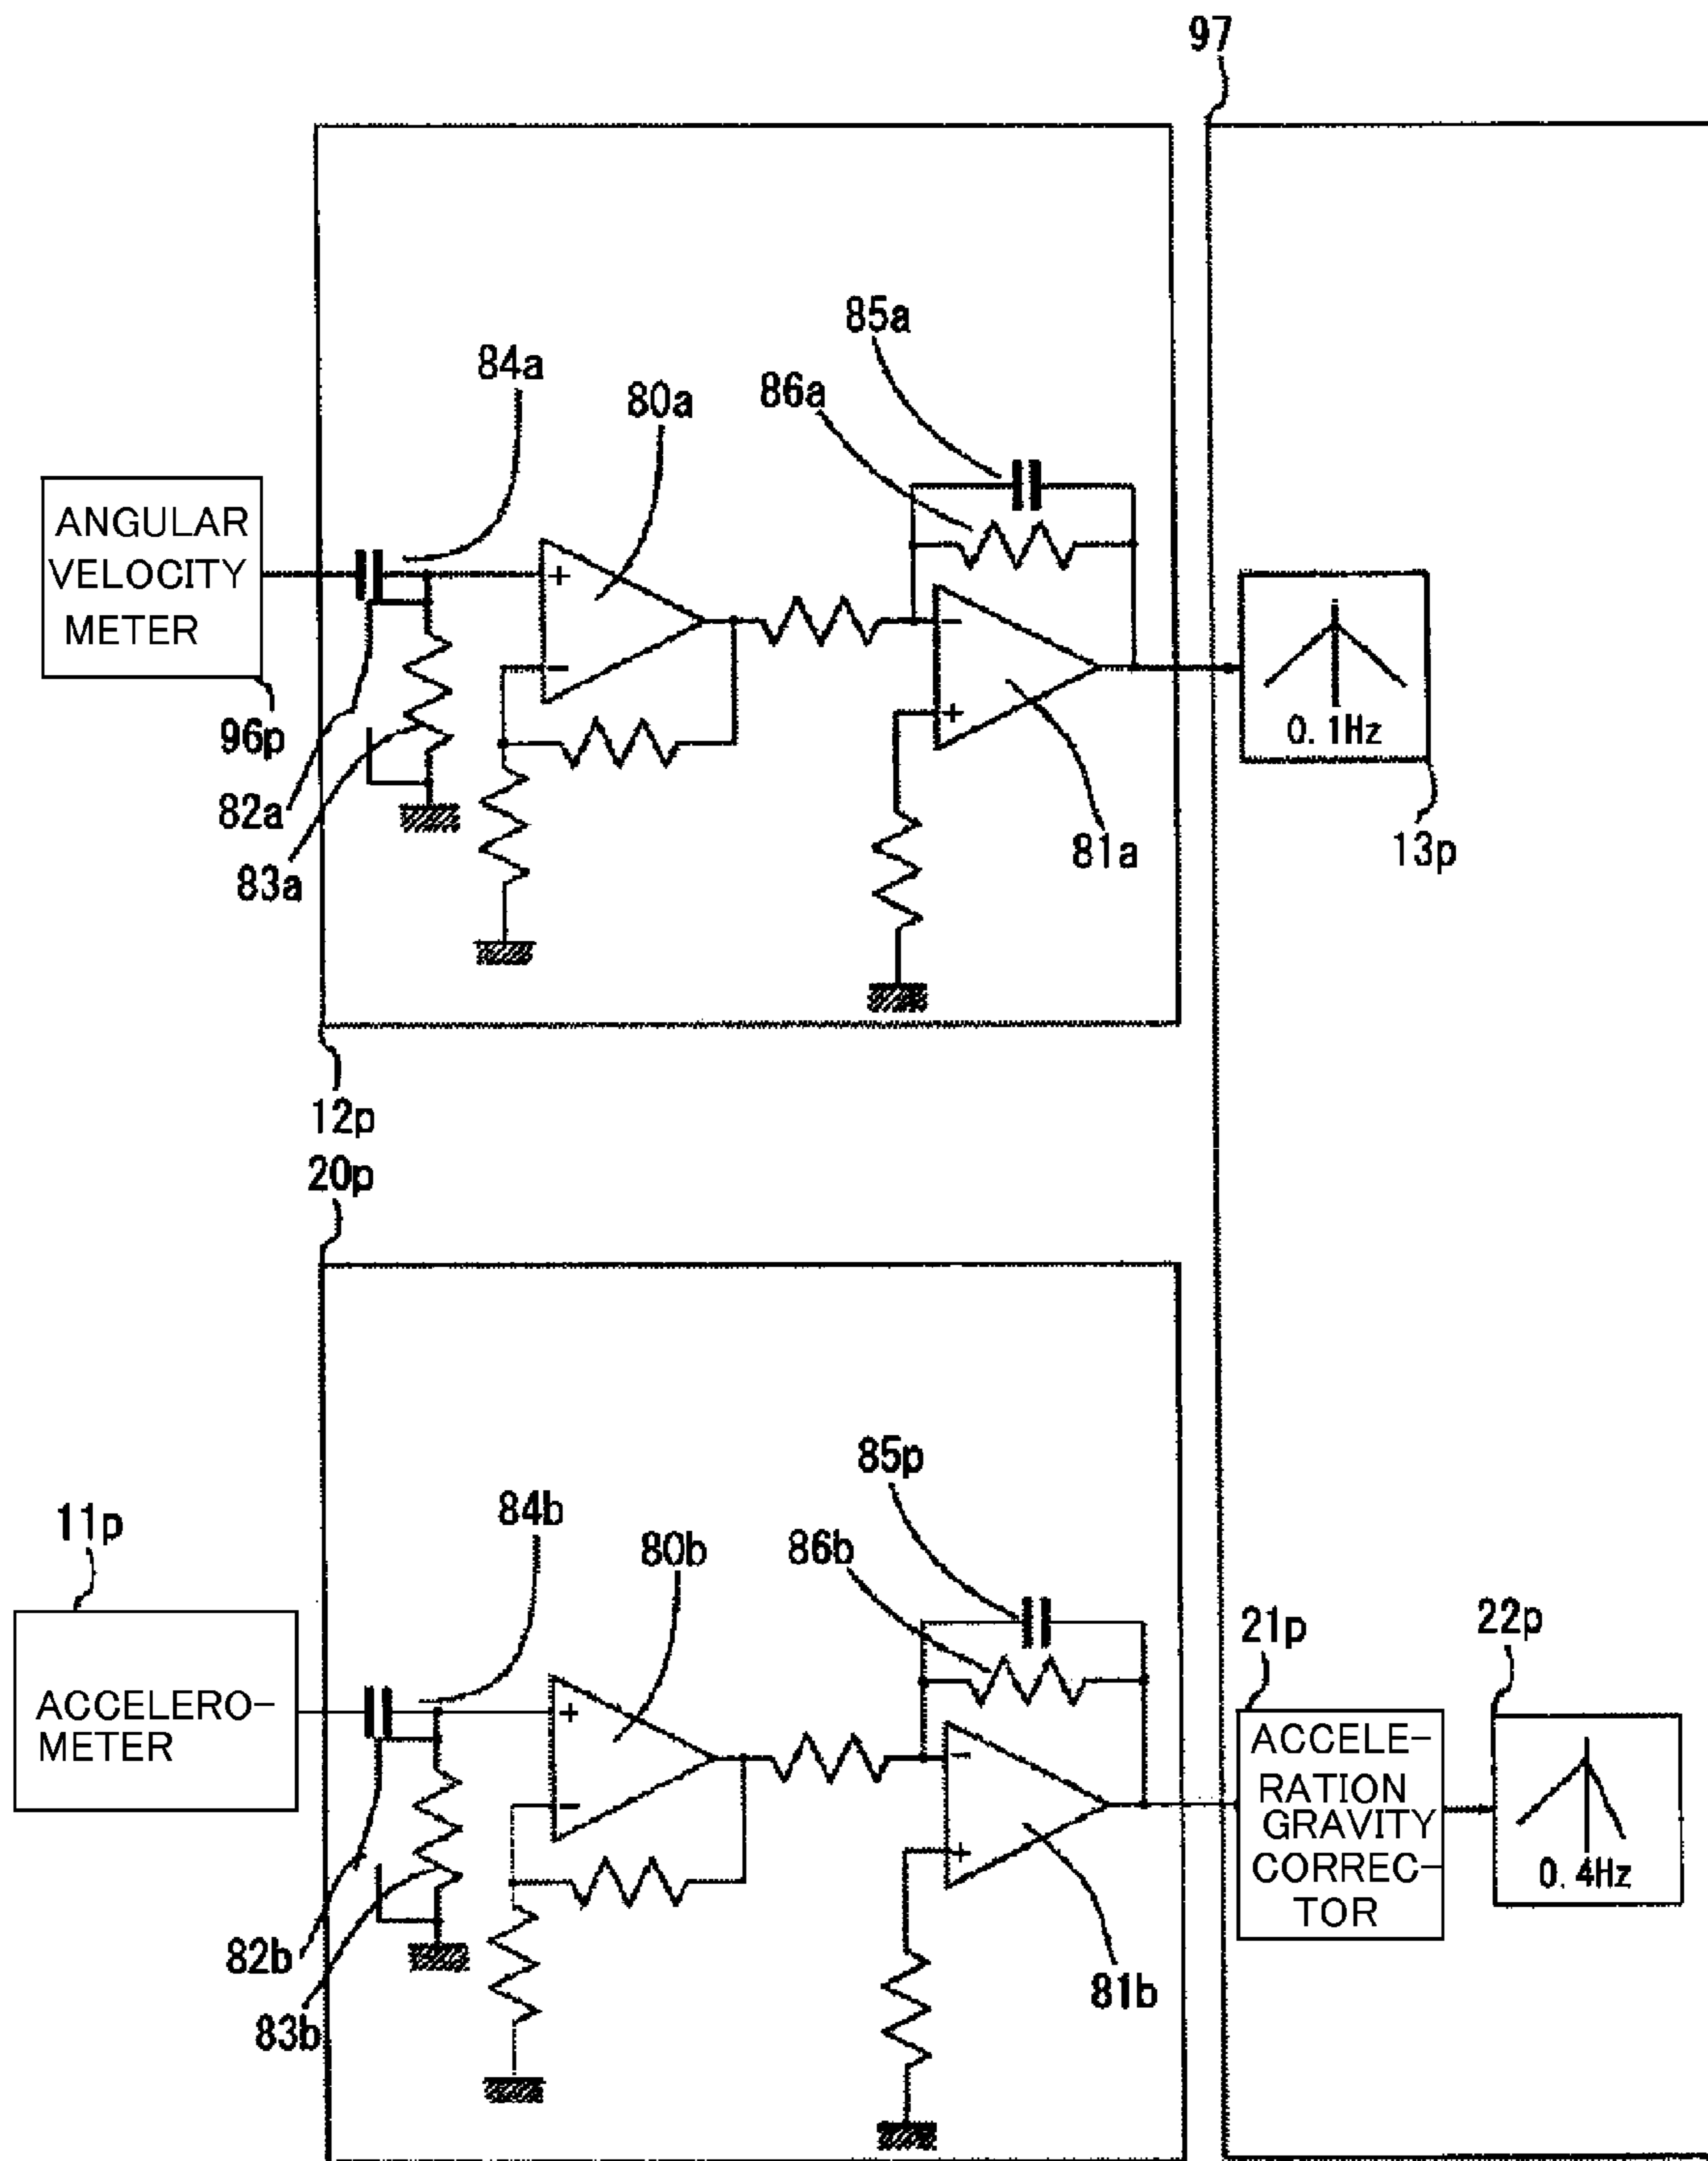 97
85a
84a
80a
86a
ANGULAR
VELOCITY
METER
+
−
−
+
0.1Hz
96p
82a
83a
81a
13p
12p
20p
85p
11p
84b
80b
86b
21p
22p
ACCELERO-
METER
+
−
−
+
ACCELE-
RATION
GRAVITY
CORREC-
TOR
0.4Hz
82b
83b
81b